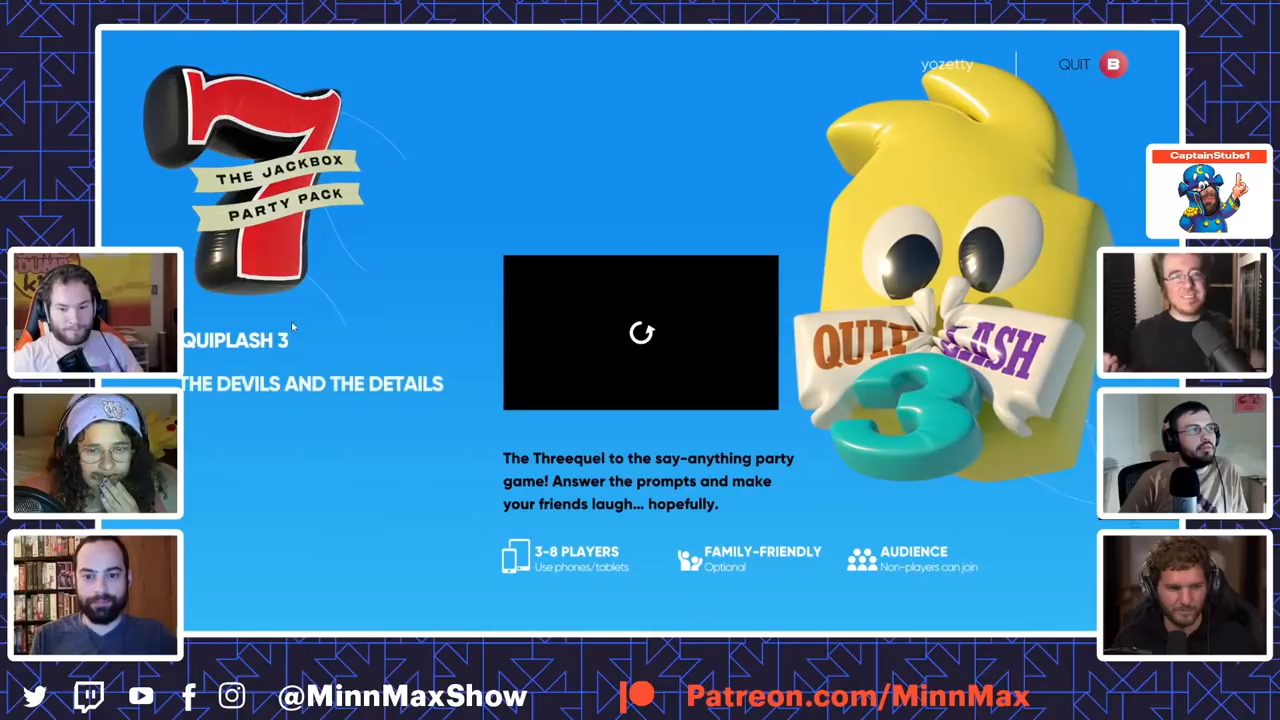 yozetty
QUIT B
THE JACKBOX
PARTY PACK
CaptainStubs1
QUIPLASH 3
THE DEVILS AND THE DETAILS
QUIPLASH
3
The Threequel to the say-anything party
game! Answer the prompts and make
your friends laugh... hopefully.
3-8 PLAYERS
Use phones/tablets
FAMILY-FRIENDLY
Optional
AUDIENCE
Non-players can join
@MinnMaxShow
Patreon.com/MinnMax